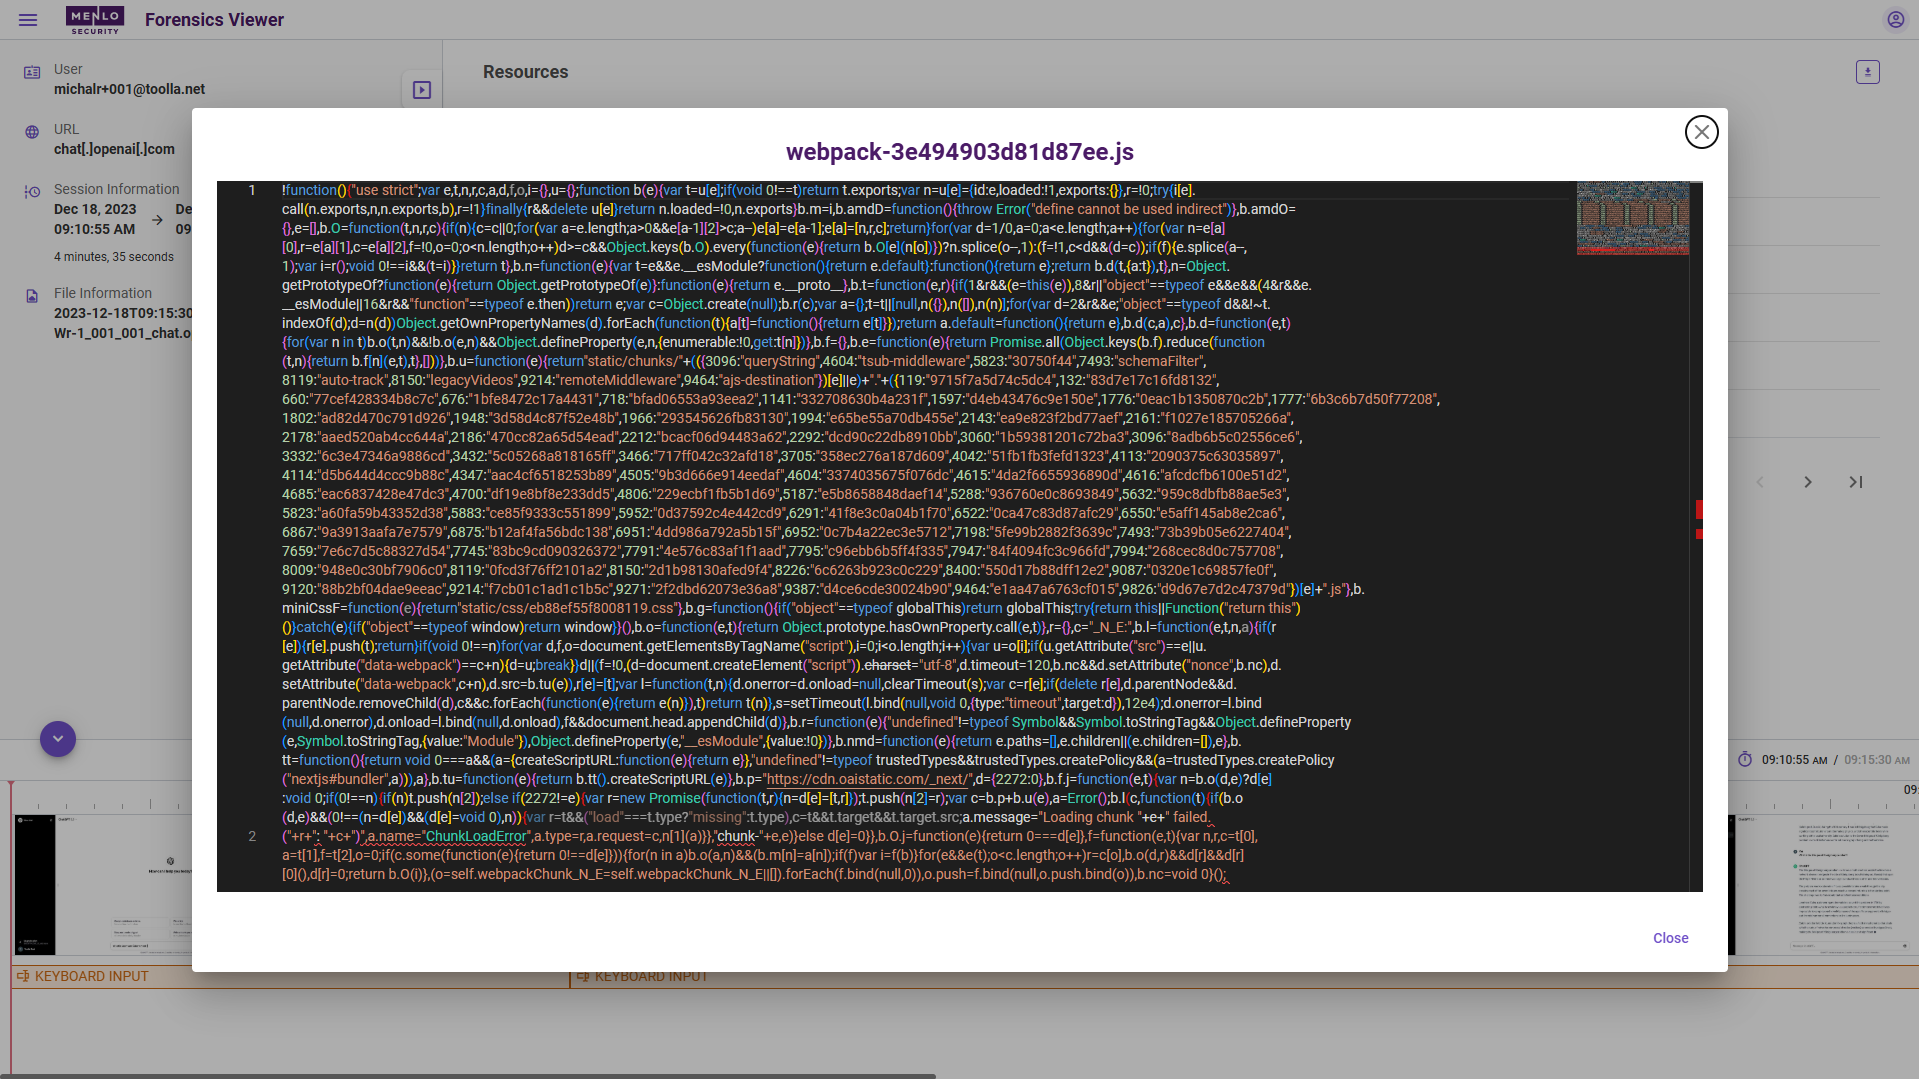 MENLO
SECURITY
Forensics Viewer
User
michalr+001@toolla.net
URL
chat[.]openai[.]com
Session Information
Dec 18, 2023
De
09:10:55 AM
09
4 minutes, 35 seconds
File Information
2023-12-18T09:15:30
Wr-1_001_001_chat.o
Resources
webpack-3e494903d81d87ee.js
1
!function(){"use strict";var e,t,n,r,c,a,d,f,o,i={},u={};function b(e){var t=u[e];if(void 0!==t)return t.exports;var n=u[e]={id:e,loaded:!1,exports:{}},r=!0;try{i[e].
call(n.exports,n,n.exports,b),r=!1}finally{r&&delete u[e]}return n.loaded=!0,n.exports}b.m=i,b.amdD=function(){throw Error("define cannot be used indirect")},b.amdO=
{},e=[],b.O=function(t,n,r,c){if(n){c=c||0;for(var a=e.length;a>0&&e[a-1][2]>c;a--)e[a]=e[a-1];e[a]=[n,r,c];return}for(var d=1/0,a=0;a<e.length;a++){for(var n=e[a]
[0],r=e[a][1],c=e[a][2],f=!0,o=0;o<n.length;o++)d>=c&&Object.keys(b.O).every(function(e){return b.O[e](n[o])})?n.splice(o--,1):(f=!1,c<d&&(d=c));if(f){e.splice(a--,
1);var i=r();void 0!==i&&(t=i)}}return t},b.n=function(e){var t=e&&e.__esModule?function(){return e.default}:function(){return e};return b.d(t,{a:t}),t},n=Object.
getPrototypeOf?function(e){return Object.getPrototypeOf(e)}:function(e){return e.__proto__},b.t=function(e,r){if(1&r&&(e=this(e)),8&r||"object"==typeof e&&e&&(4&r&&e.
__esModule||16&r&&"function"==typeof e.then))return e;var c=Object.create(null);b.r(c);var a={};t=t||[null,n({}),n([]),n(n)];for(var d=2&r&&e;"object"==typeof d&&!~t.
indexOf(d);d=n(d))Object.getOwnPropertyNames(d).forEach(function(t){a[t]=function(){return e[t]}});return a.default=function(){return e},b.d(c,a),c},b.d=function(e,t)
{for(var n in t)b.o(t,n)&&!b.o(e,n)&&Object.defineProperty(e,n,{enumerable:!0,get:t[n]})},b.f={},b.e=function(e){return Promise.all(Object.keys(b.f).reduce(function
(t,n){return b.f[n](e,t),t},[]))},b.u=function(e){return"static/chunks/"+(({3096:"queryString",4604:"tsub-middleware",5823:"30750f44",7493:"schemaFilter",
8119:"auto-track",8150:"legacyVideos",9214:"remoteMiddleware",9464:"ajs-destination"})[e]||e)+"."+({119:"9715f7a5d74c5dc4",132:"83d7e17c16fd8132",
660:"77cef428334b8c7c",676:"1bfe8472c17a4431",718:"bfad06553a93eea2",1141:"332708630b4a231f",1597:"d4eb43476c9e150e",1776:"0eac1b1350870c2b",1777:"6b3c6b7d50f77208",
1802:"ad82d470c791d926",1948:"3d58d4c87f52e48b",1966:"293545626fb83130",1994:"e65be55a70db455e",2143:"ea9e823f2bd77aef",2161:"f1027e185705266a",
2178:"aaed520ab4cc644a",2186:"470cc82a65d54ead",2212:"bcacf06d94483a62",2292:"dcd90c22db8910bb",3060:"1b59381201c72ba3",3096:"8adb6b5c02556ce6",
3332:"6c3e47346a9886cd",3432:"5c05268a818165ff",3466:"717ff042c32afd18",3705:"358ec276a187d609",4042:"51fb1fb3fefd1323",4113:"2090375c63035897",
4114:"d5b644d4ccc9b88c",4347:"aac4cf6518253b89",4505:"9b3d666e914eedaf",4604:"3374035675f076dc",4615:"4da2f6655936890d",4616:"afcdcfb6100e51d2",
4685:"eac6837428e47dc3",4700:"df19e8bf8e233dd5",4806:"229ecbf1fb5b1d69",5187:"e5b8658848daef14",5288:"936760e0c8693849",5632:"959c8dbfb88ae5e3",
5823:"a60fa59b43352d38",5883:"ce85f9333c551899",5952:"0d37592c4e442cd9",6291:"41f8e3c0a04b1f70",6522:"0ca47c83d87afc29",6550:"e5aff145ab8e2ca6",
6867:"9a3913aafa7e7579",6875:"b12af4fa56bdc138",6951:"4dd986a792a5b15f",6952:"0c7b4a22ec3e5712",7198:"5fe99b2882f3639c",7493:"73b39b05e6227404",
7659:"7e6c7d5c88327d54",7745:"83bc9cd090326372",7791:"4e576c83af1f1aad",7795:"c96ebb6b5ff4f335",7947:"84f4094fc3c966fd",7994:"268cec8d0c757708",
8009:"948e0c30bf7906c0",8119:"0fcd3f76ff2101a2",8150:"2d1b98130afed9f4",8226:"6c6263b923c0c229",8400:"550d17b88dff12e2",9087:"0320e1c69857fe0f",
9120:"88b2bf04dae9eeac",9214:"f7cb01c1ad1c1b5c",9271:"2f2dbd62073e36a8",9387:"d4ce6cde30024b90",9464:"e1aa47a6763cf015",9826:"d9d67e7d2c47379d"})[e]+".js"},b.
miniCssF=function(e){return"static/css/eb88ef55f8008119.css"},b.g=function(){if("object"==typeof globalThis)return globalThis;try{return this||Function("return this")
()}catch(e){if("object"==typeof window)return window}}(),b.o=function(e,t){return Object.prototype.hasOwnProperty.call(e,t)},r={},c="_N_E:",b.l=function(e,t,n,a){if(r
[e]){r[e].push(t);return}if(void 0!==n)for(var d,f,o=document.getElementsByTagName("script"),i=0;i<o.length;i++){var u=o[i];if(u.getAttribute("src")==e||u.
getAttribute("data-webpack")==c+n){d=u;break}}d||(f=!0,(d=document.createElement("script")).charset="utf-8",d.timeout=120,b.nc&&d.setAttribute("nonce",b.nc),d.
setAttribute("data-webpack",c+n),d.src=b.tu(e)),r[e]=[t];var l=function(t,n){d.onerror=d.onload=null,clearTimeout(s);var c=r[e];if(delete r[e],d.parentNode&&d.
parentNode.removeChild(d),c&&c.forEach(function(e){return e(n)}),t)return t(n)},s=setTimeout(l.bind(null,void 0,{type:"timeout",target:d}),12e4);d.onerror=l.bind
(null,d.onerror),d.onload=l.bind(null,d.onload),f&&document.head.appendChild(d)},b.r=function(e){"undefined"!=typeof Symbol&&Symbol.toStringTag&&Object.defineProperty
(e,Symbol.toStringTag,{value:"Module"}),Object.defineProperty(e,"__esModule",{value:!0})},b.nmd=function(e){return e.paths=[],e.children||(e.children=[]),e},b.
tt=function(){return void 0===a&&(a={createScriptURL:function(e){return e}},"undefined"!=typeof trustedTypes&&trustedTypes.createPolicy&&(a=trustedTypes.createPolicy
("nextjs#bundler",a))),a},b.tu=function(e){return b.tt().createScriptURL(e)},b.p="https://cdn.oaistatic.com/_next/",d={2272:0},b.f.j=function(e,t){var n=b.o(d,e)?d[e]
:void 0;if(0!==n){if(n)t.push(n[2]);else if(2272!=e){var r=new Promise(function(t,r){n=d[e]=[t,r]});t.push(n[2]=r);var c=b.p+b.u(e),a=Error();b.l(c,function(t){if(b.o
(d,e)&&(0!==(n=d[e])&&(d[e]=void 0),n)){var r=t&&("load"===t.type?"missing":t.type),c=t&&t.target&&t.target.src;a.message="Loading chunk "+e+" failed.
2
("+r+": "+c+")",a.name="ChunkLoadError",a.type=r,a.request=c,n[1](a)}},"chunk-"+e,e)}else d[e]=0}},b.O.j=function(e){return 0===d[e]},f=function(e,t){var n,r,c=t[0],
a=t[1],f=t[2],o=0;if(c.some(function(e){return 0!==d[e]})){for(n in a)b.o(a,n)&&(b.m[n]=a[n]);if(f)var i=f(b)}for(e&&e(t);o<c.length;o++)r=c[o],b.o(d,r)&&d[r]&&d[r]
[0](),d[r]=0;return b.O(i)},(o=self.webpackChunk_N_E=self.webpackChunk_N_E||[]).forEach(f.bind(null,0)),o.push=f.bind(null,o.push.bind(o)),b.nc=void 0}();
Close
09:10:55 AM / 09:15:30 AM
09:
KEYBOARD INPUT
KEYBOARD INPUT